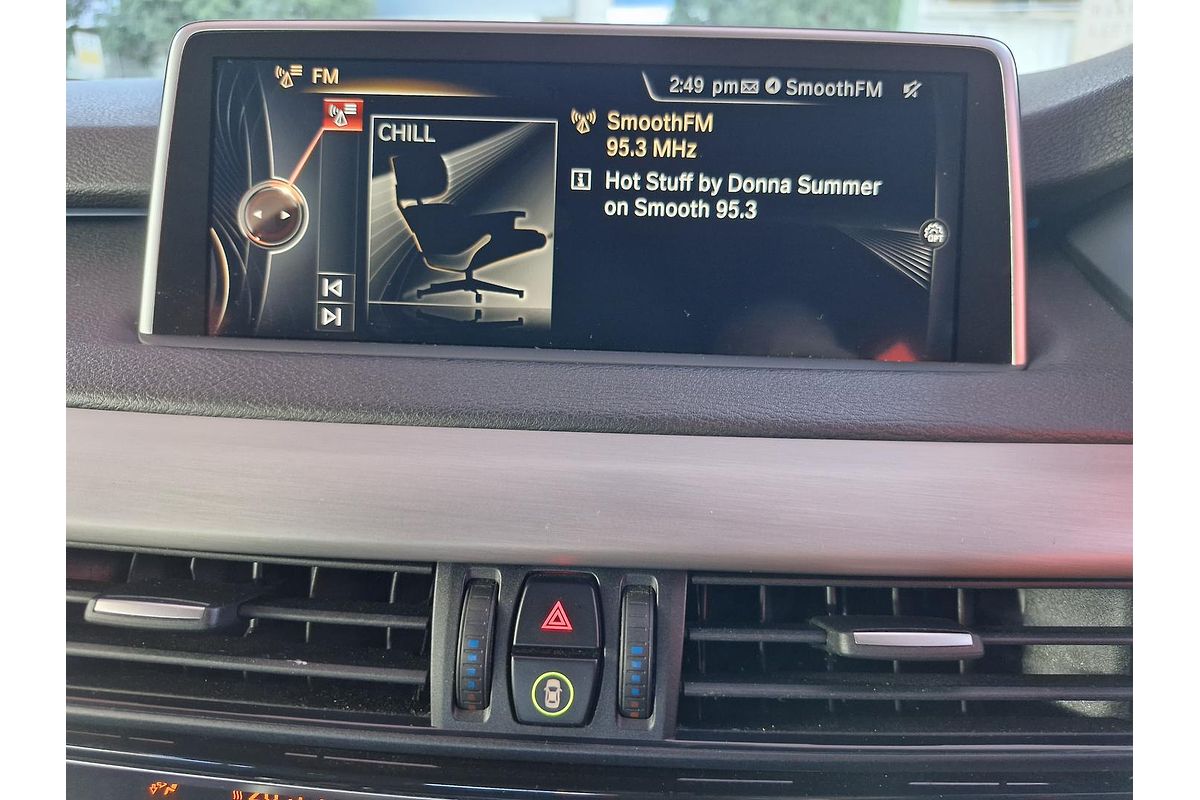 FM
2:49 pm SmoothFM
CHILL
SmoothFM
95.3 MHz
Hot Stuff by Donna Summer
on Smooth 95.3
OPT